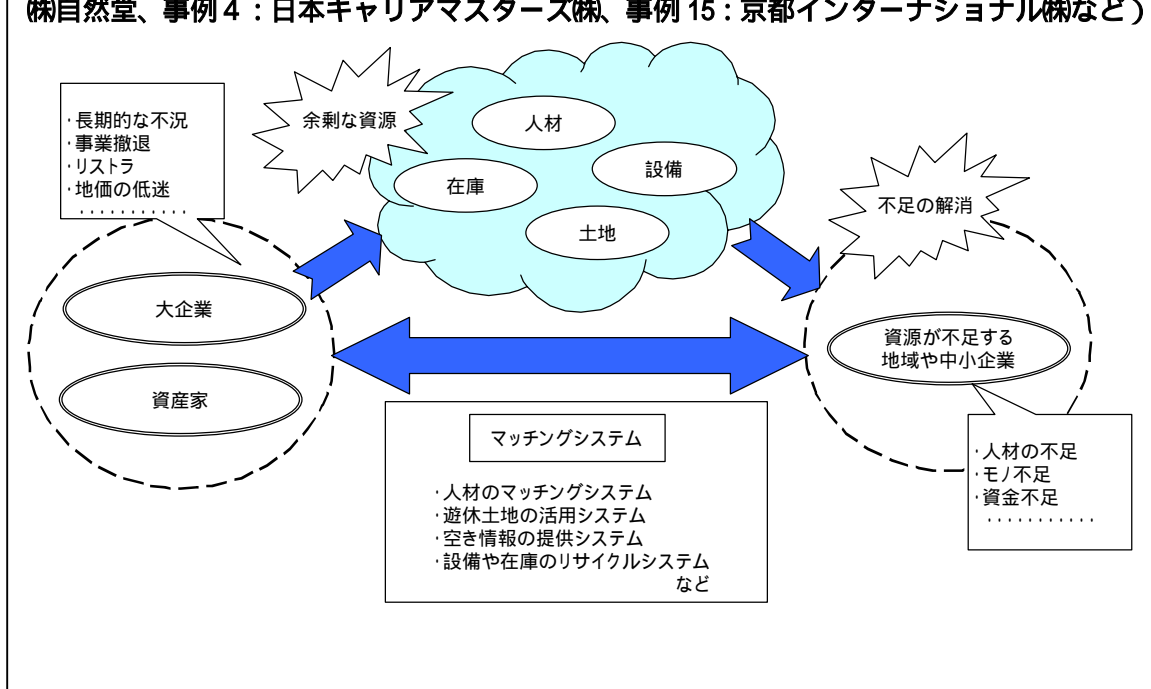 ㈱自然堂、事例４：日本キャリアマスターズ㈱、事例 15：京都インターナショナル㈱など）
余剰な資源
人材
設備
在庫
土地
・長期的な不況
・事業撤退
・リストラ
・地価の低迷
・・・・・・・・・・・
不足の解消
大企業
資産家
資源が不足する
地域や中小企業
マッチングシステム
・人材のマッチングシステム
・遊休土地の活用システム
・空き情報の提供システム
・設備や在庫のリサイクルシステム
など
・人材の不足
・モノ不足
・資金不足
・・・・・・・・・・・